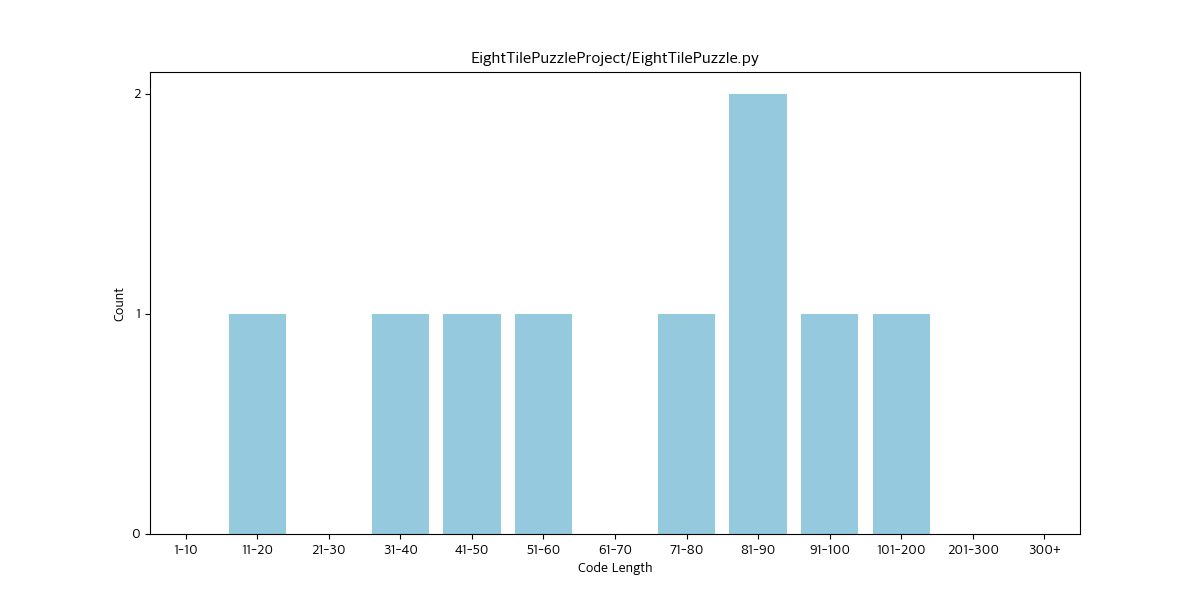 EightTilePuzzleProject/EightTilePuzzle.py
2
1
0
Count
1-10 11-20 21-30 31-40 41-50 51-60 61-70 71-80 81-90 91-100 101-200 201-300 300+
Code Length